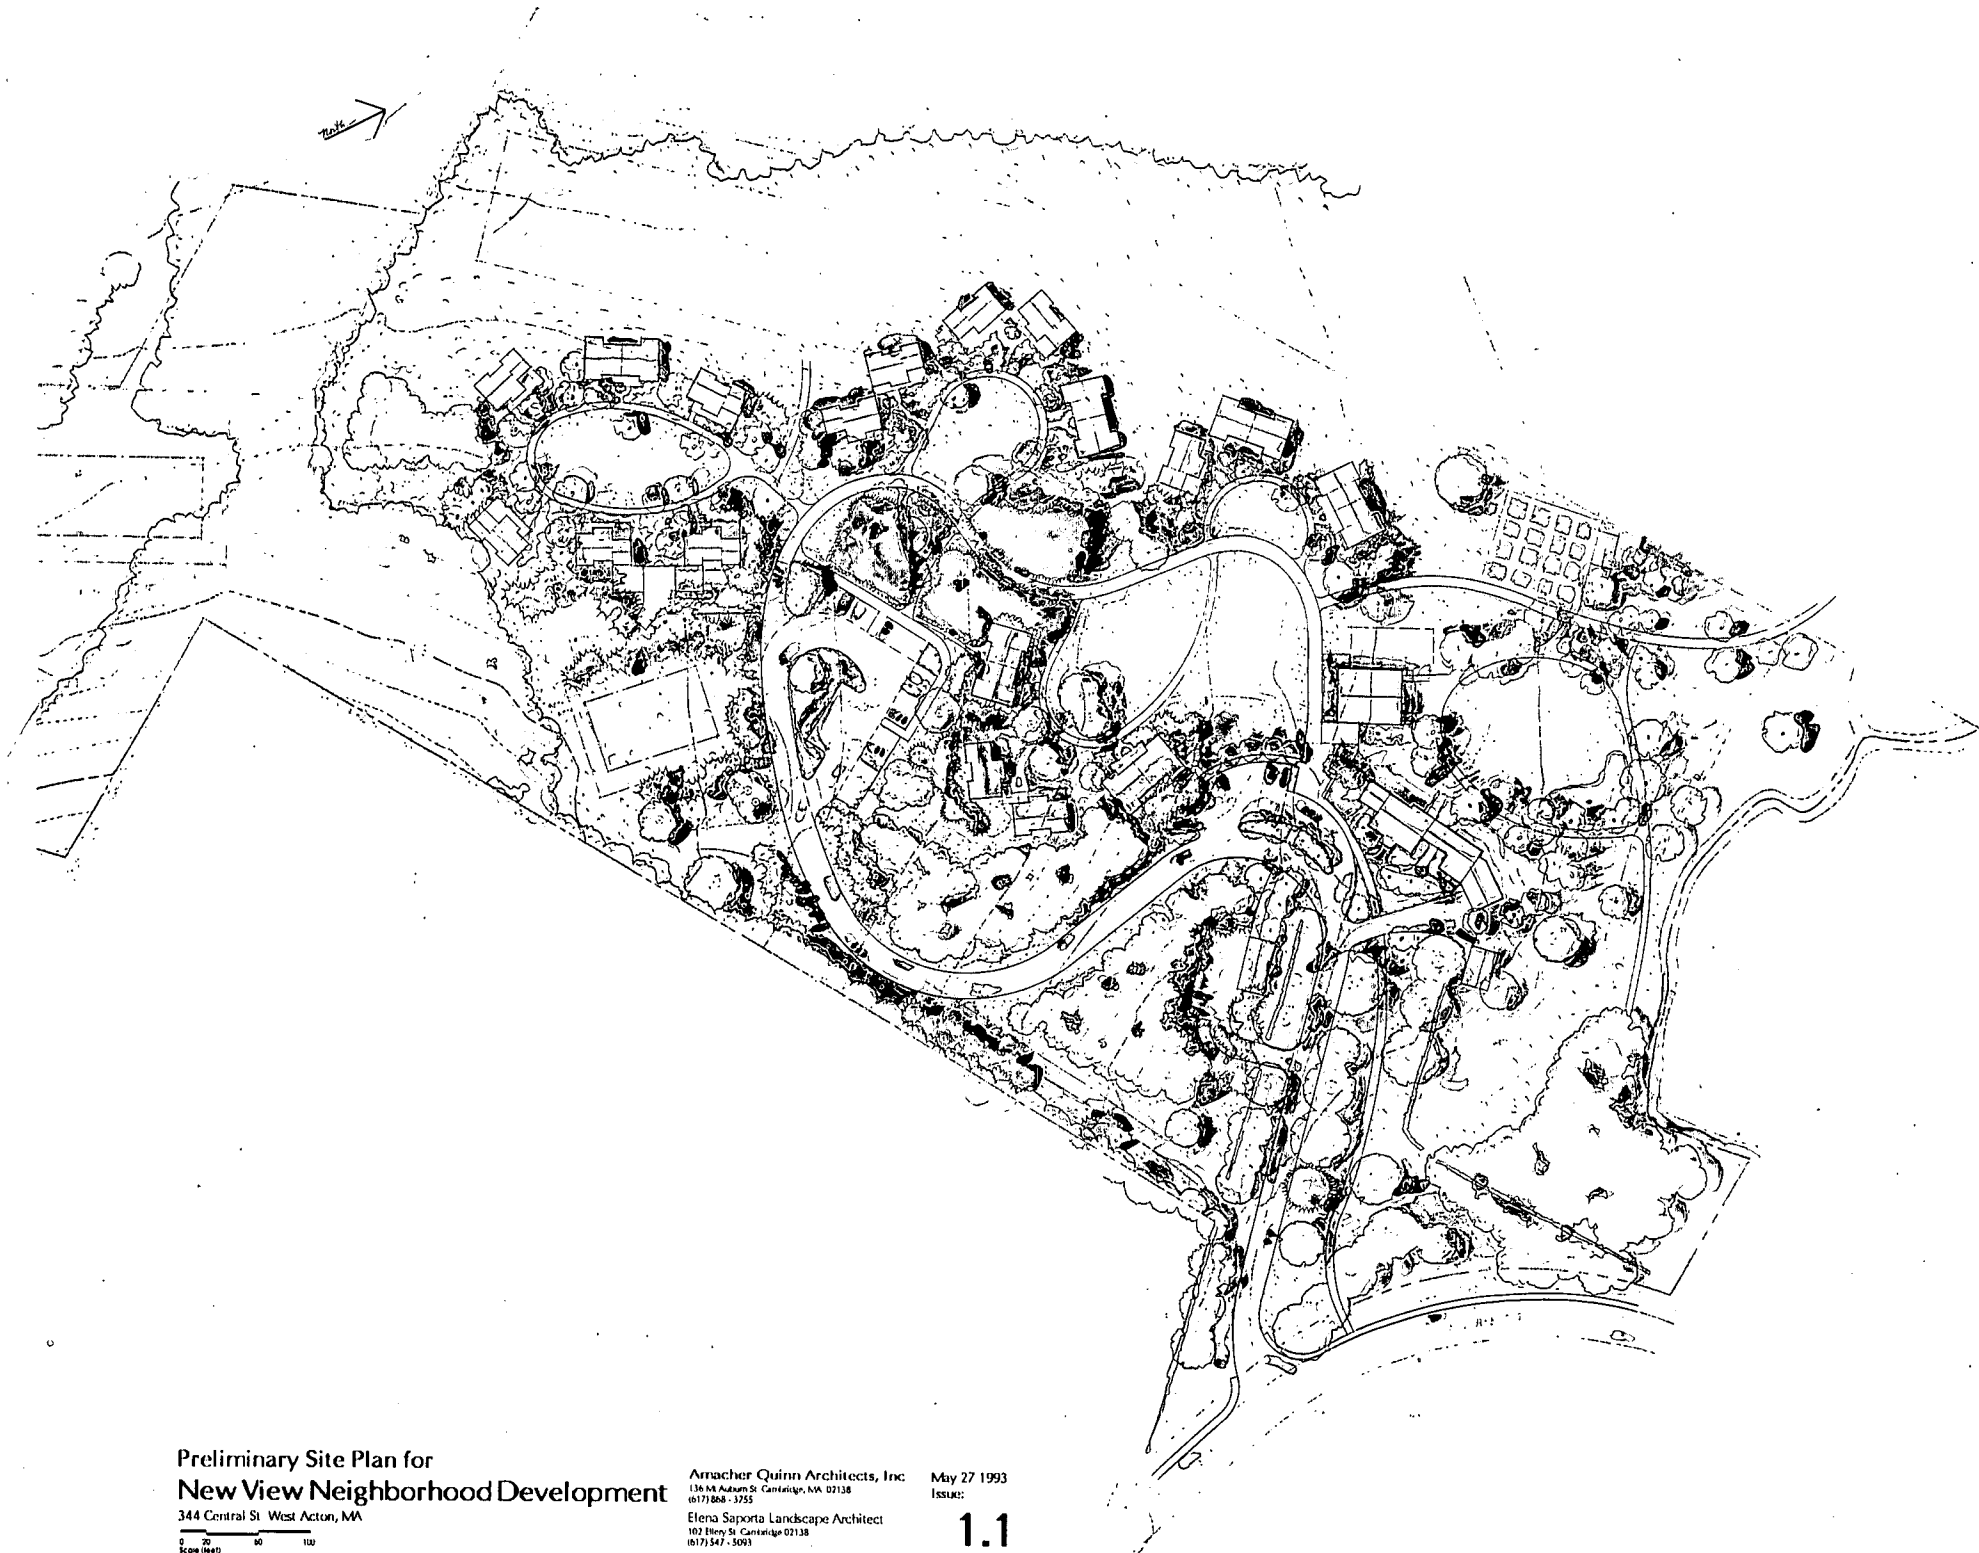 North
Preliminary Site Plan for
New View Neighborhood Development
344 Central St West Acton, MA
0 20 60 100
Scale (feet)
Amacher Quinn Architects, Inc
136 Mt Auburn St Cambridge, MA 02138
(617) 868 - 3755
Elena Saporta Landscape Architect
102 Ellery St Cambridge 02138
(617) 547 - 5093
May 27 1993
Issue:
1.1